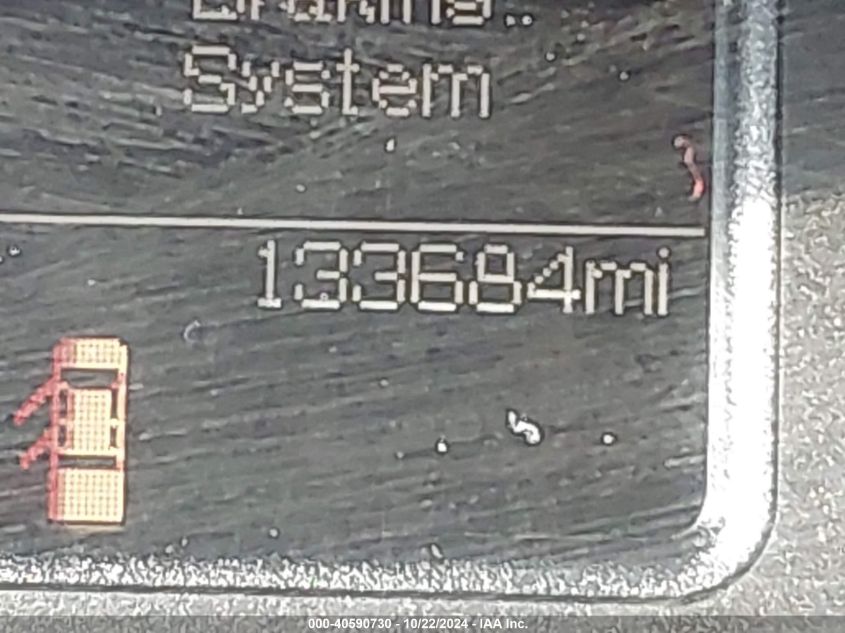 System
133684mi
000-40590730 - 10/22/2024 - IAA Inc.